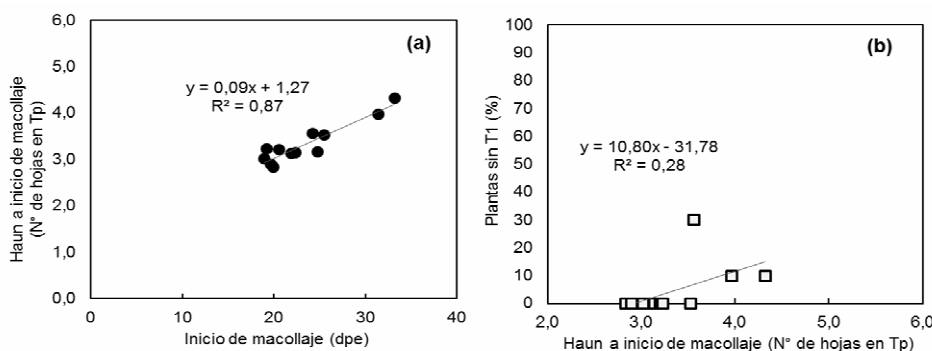 (a)
y = 0,09x + 1,27
R² = 0,87
Haun a inicio de macollaje
(N° de hojas en Tp)
6,0
5,0
4,0
3,0
2,0
1,0
0,0
0
10
20
30
40
Inicio de macollaje (dpe)
(b)
y = 10,80x - 31,78
R² = 0,28
Plantas sin T1 (%)
100
90
80
70
60
50
40
30
20
10
0
2,0
3,0
4,0
5,0
6,0
Haun a inicio de macollaje (N° de hojas en Tp)